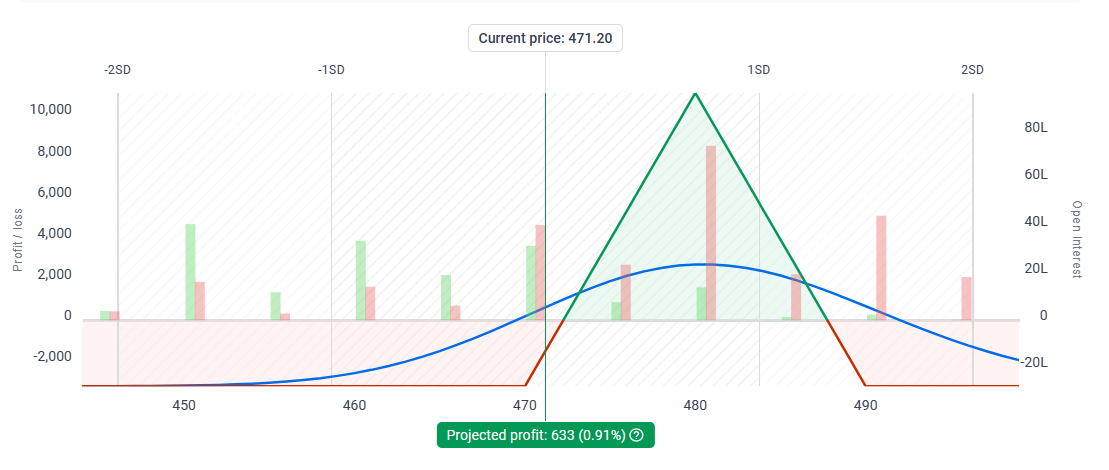 Current price: 471.20
-2SD
-1SD
1SD
2SD
10,000
8,000
6,000
4,000
2,000
0
-2,000
Profit / loss
80L
60L
40L
20L
0
-20L
Open Interest
450
460
470
480
490
Projected profit: 633 (0.91%) ?